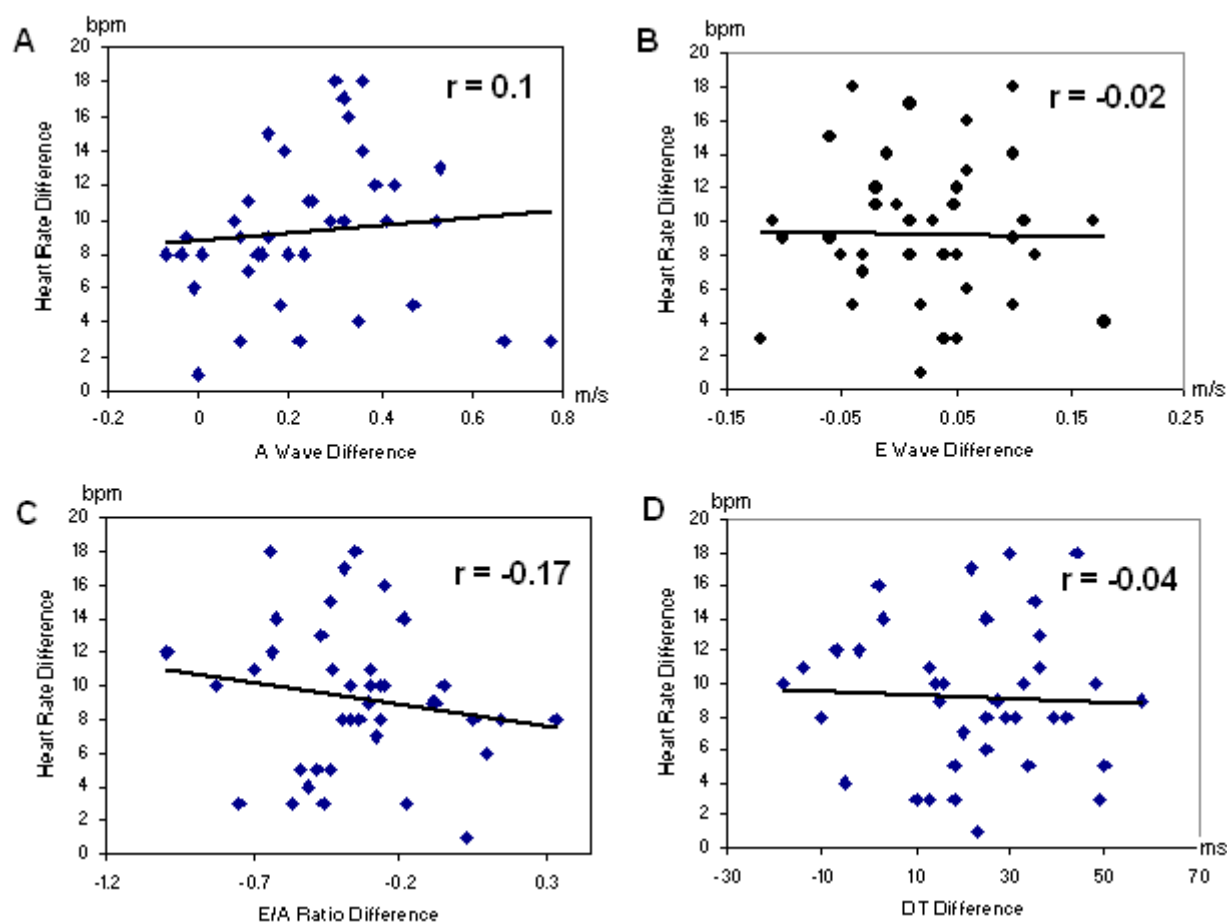 A
bpm
r = 0.1
20
18
16
14
12
10
8
6
4
2
0
Heart Rate Difference
-0.2
0
0.2
0.4
0.6
0.8
m/s
A Wave Difference
B
bpm
r = -0.02
20
18
16
14
12
10
8
6
4
2
0
Heart Rate Difference
-0.15
-0.05
0.05
0.15
0.25
m/s
E Wave Difference
C
bpm
r = -0.17
20
18
16
14
12
10
8
6
4
2
0
Heart Rate Difference
-1.2
-0.7
-0.2
0.3
E/A Ratio Difference
D
bpm
r = -0.04
20
18
16
14
12
10
8
6
4
2
0
Heart Rate Difference
-30
-10
10
30
50
70
ms
DT Difference